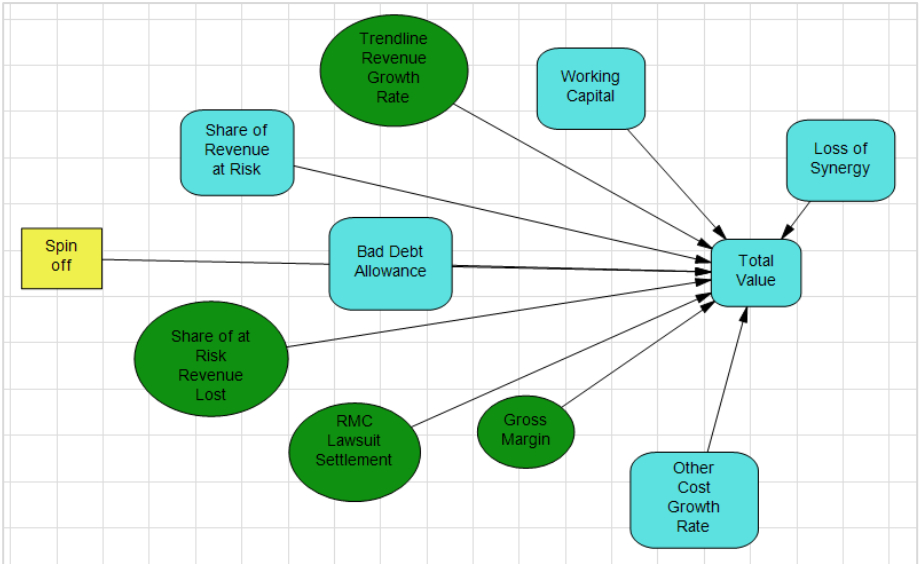 Trendline
Revenue
Growth
Rate
Working
Capital
Share of
Revenue
at Risk
Loss of
Synergy
Spin
off
Bad Debt
Allowance
Total
Value
Share of at
Risk
Revenue
Lost
RMC
Lawsuit
Settlement
Gross
Margin
Other
Cost
Growth
Rate